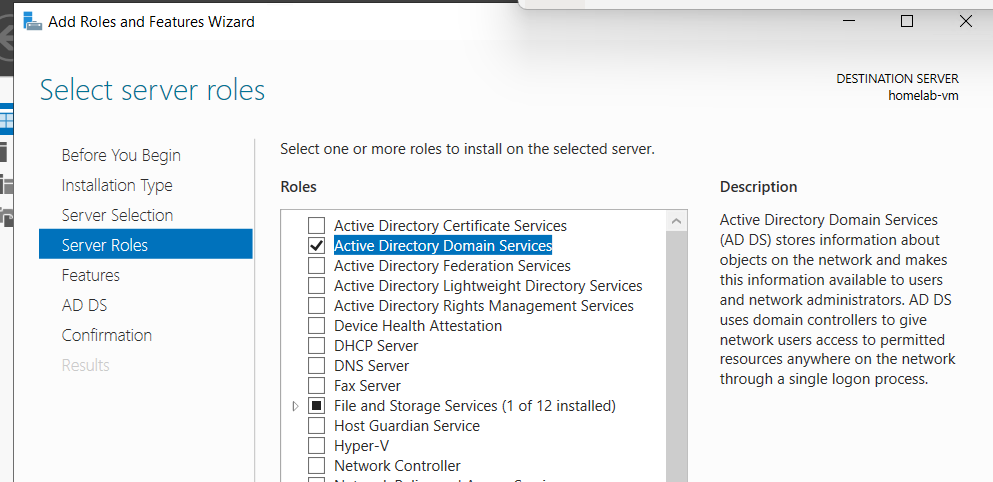 Add Roles and Features Wizard
Select server roles
DESTINATION SERVER
homelab-vm
Before You Begin
Installation Type
Server Selection
Server Roles
Features
AD DS
Confirmation
Results
Select one or more roles to install on the selected server.
Roles
Active Directory Certificate Services
Active Directory Domain Services
Active Directory Federation Services
Active Directory Lightweight Directory Services
Active Directory Rights Management Services
Device Health Attestation
DHCP Server
DNS Server
Fax Server
File and Storage Services (1 of 12 installed)
Host Guardian Service
Hyper-V
Network Controller
Description
Active Directory Domain Services
(AD DS) stores information about
objects on the network and makes
this information available to users
and network administrators. AD DS
uses domain controllers to give
network users access to permitted
resources anywhere on the network
through a single logon process.